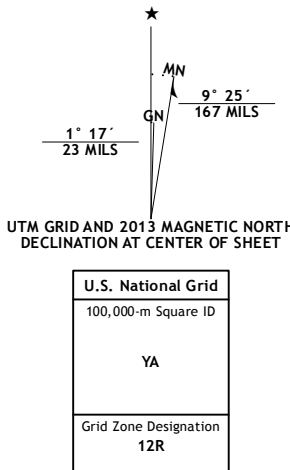 ★
MN
GN
9° 25´
167 MILS
1° 17´
23 MILS
UTM GRID AND 2013 MAGNETIC NORTH
DECLINATION AT CENTER OF SHEET
U.S. National Grid
100,000-m Square ID
YA
Grid Zone Designation
12R